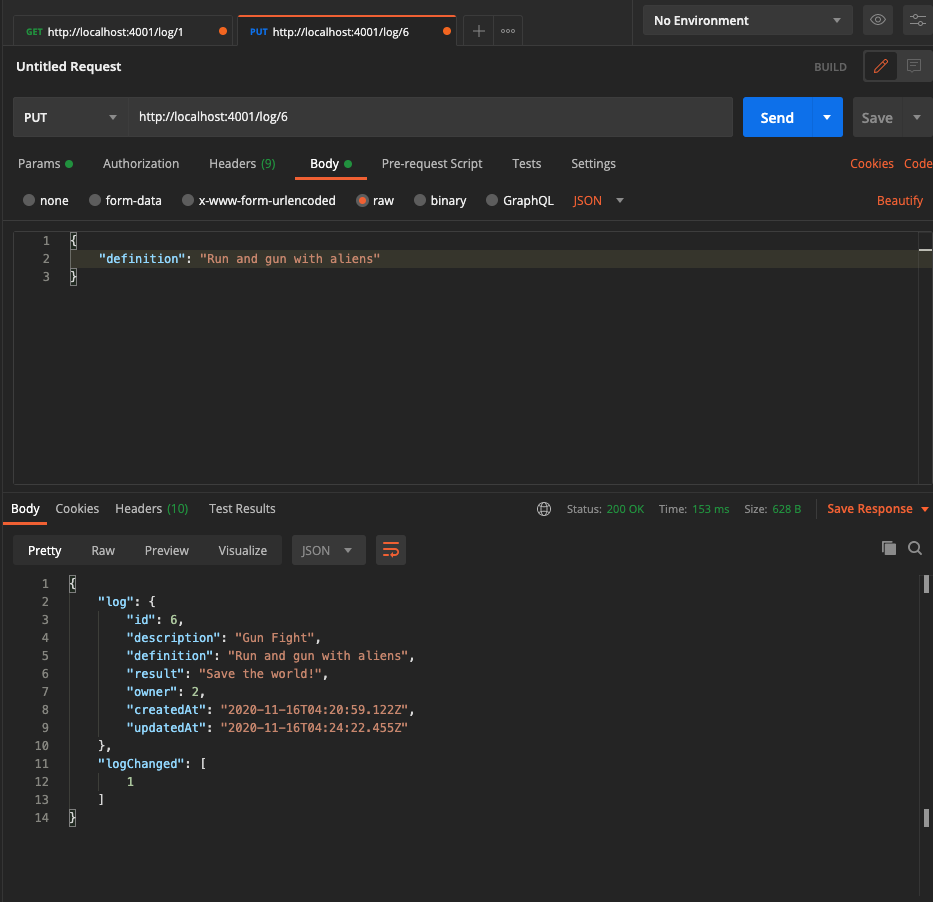 GET http://localhost:4001/log/1 PUT http://localhost:4001/log/6 No Environment
Untitled Request BUILD
PUT http://localhost:4001/log/6 Send Save
Params Authorization Headers (9) Body Pre-request Script Tests Settings Cookies Code
none form-data x-www-form-urlencoded raw binary GraphQL JSON Beautify
1 {
2 "definition": "Run and gun with aliens"
3 }
Body Cookies Headers (10) Test Results Status: 200 OK Time: 153 ms Size: 628 B Save Response
Pretty Raw Preview Visualize JSON
1 {
2 "log": {
3 "id": 6,
4 "description": "Gun Fight",
5 "definition": "Run and gun with aliens",
6 "result": "Save the world!",
7 "owner": 2,
8 "createdAt": "2020-11-16T04:20:59.122Z",
9 "updatedAt": "2020-11-16T04:24:22.455Z"
10 },
11 "logChanged": [
12 1
13 ]
14 }